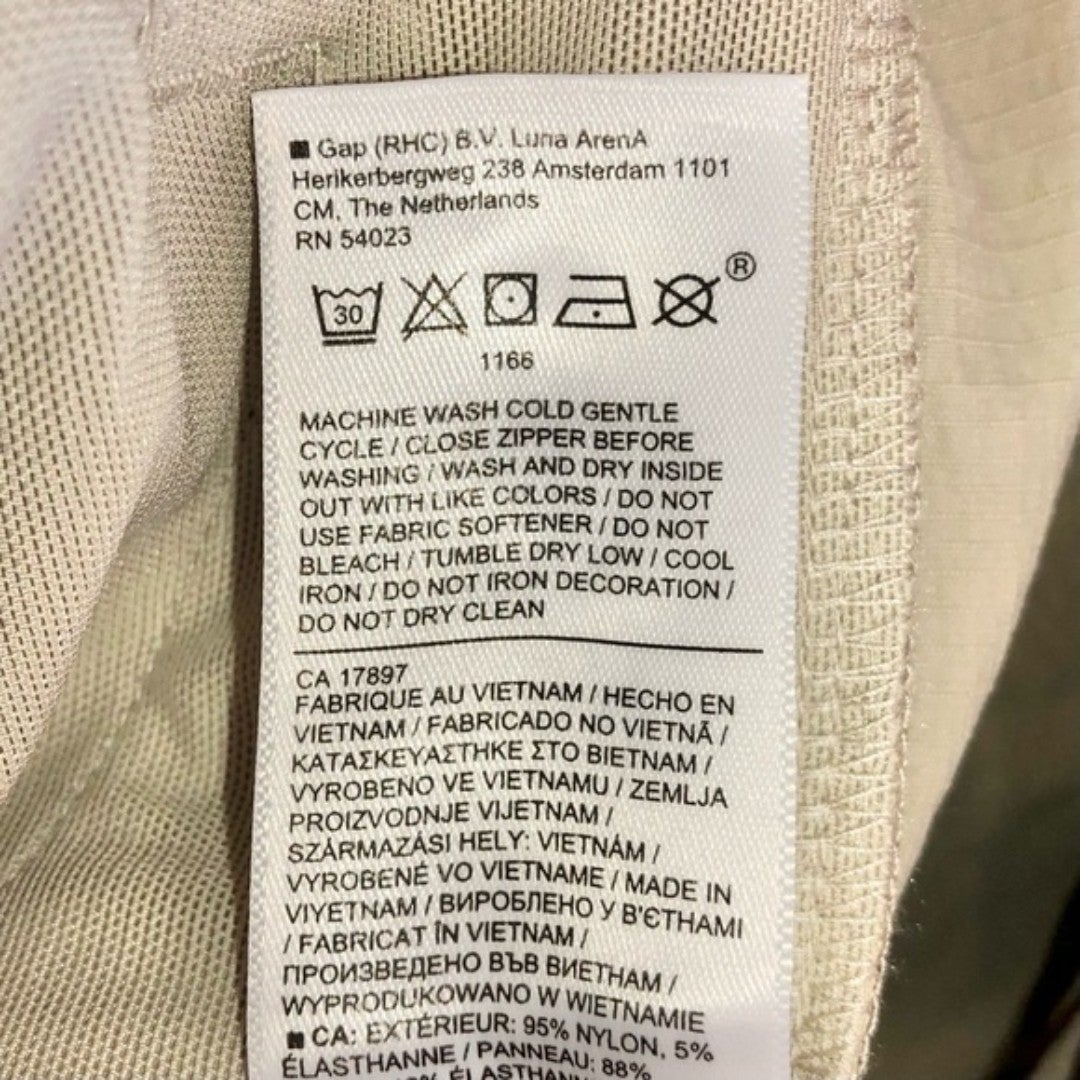 ■ Gap (RHC) B.V. Luna ArenA
Herikerbergweg 238 Amsterdam 1101
CM, The Netherlands
RN 54023
30
®
1166
MACHINE WASH COLD GENTLE
CYCLE / CLOSE ZIPPER BEFORE
WASHING / WASH AND DRY INSIDE
OUT WITH LIKE COLORS / DO NOT
USE FABRIC SOFTENER / DO NOT
BLEACH / TUMBLE DRY LOW / COOL
IRON / DO NOT IRON DECORATION /
DO NOT DRY CLEAN
CA 17897
FABRIQUE AU VIETNAM / HECHO EN
VIETNAM / FABRICADO NO VIETNÃ /
ΚΑΤΑΣΚΕΥΑΣΤΗΚΕ ΣΤΟ ΒΙΕΤΝΑΜ /
VYROBENO VE VIETNAMU / ZEMLJA
PROIZVODNJE VIJETNAM /
SZÁRMAZÁSI HELY: VIETNÁM /
VYROBENÉ VO VIETNAME / MADE IN
VIYETNAM / ВИРОБЛЕНО У В'ЄТНАМІ
/ FABRICAT ÎN VIETNAM /
ПРОИЗВЕДЕНО ВЪВ ВИЕТНАМ /
WYPRODUKOWANO W WIETNAMIE
■ CA: EXTÉRIEUR: 95% NYLON, 5%
ÉLASTHANNE / PANNEAU: 88%
ÉLASTHANNE